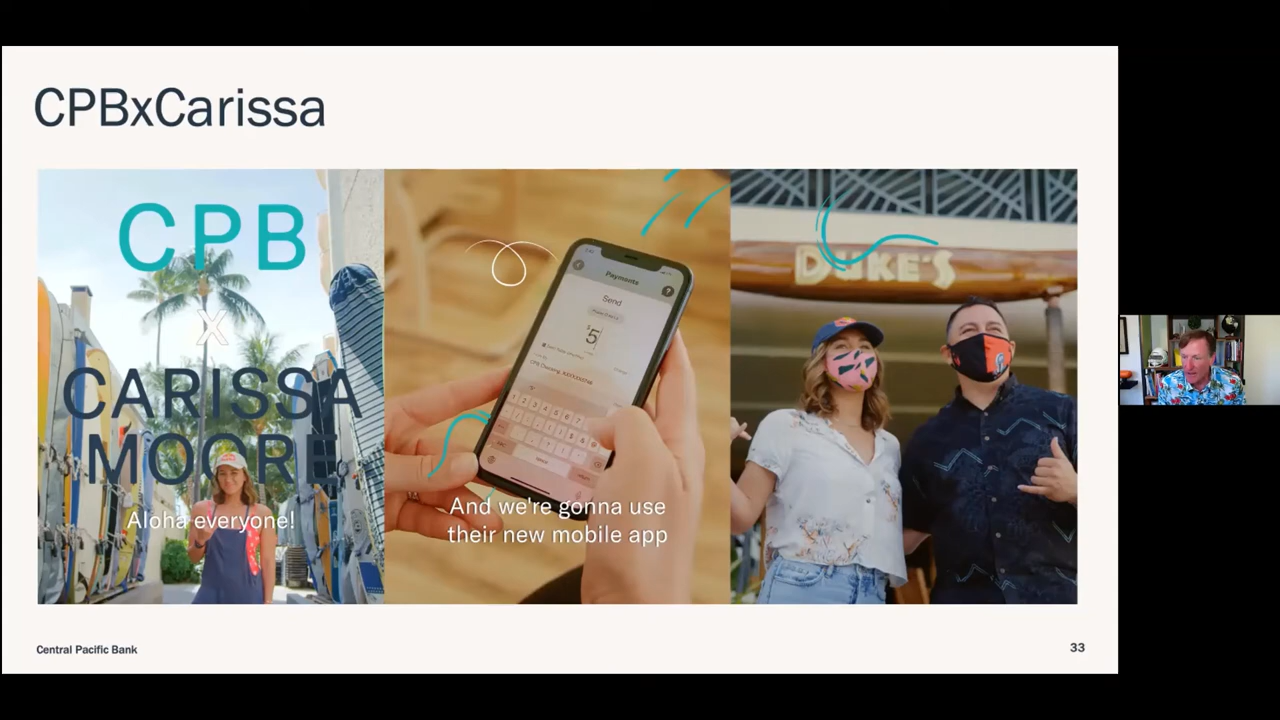 CPBxCarissa
CPB
X
CARISSA
MOORE
Aloha everyone!
Payments
Send
$5
And we're gonna use
their new mobile app
DUKE'S
Central Pacific Bank
33